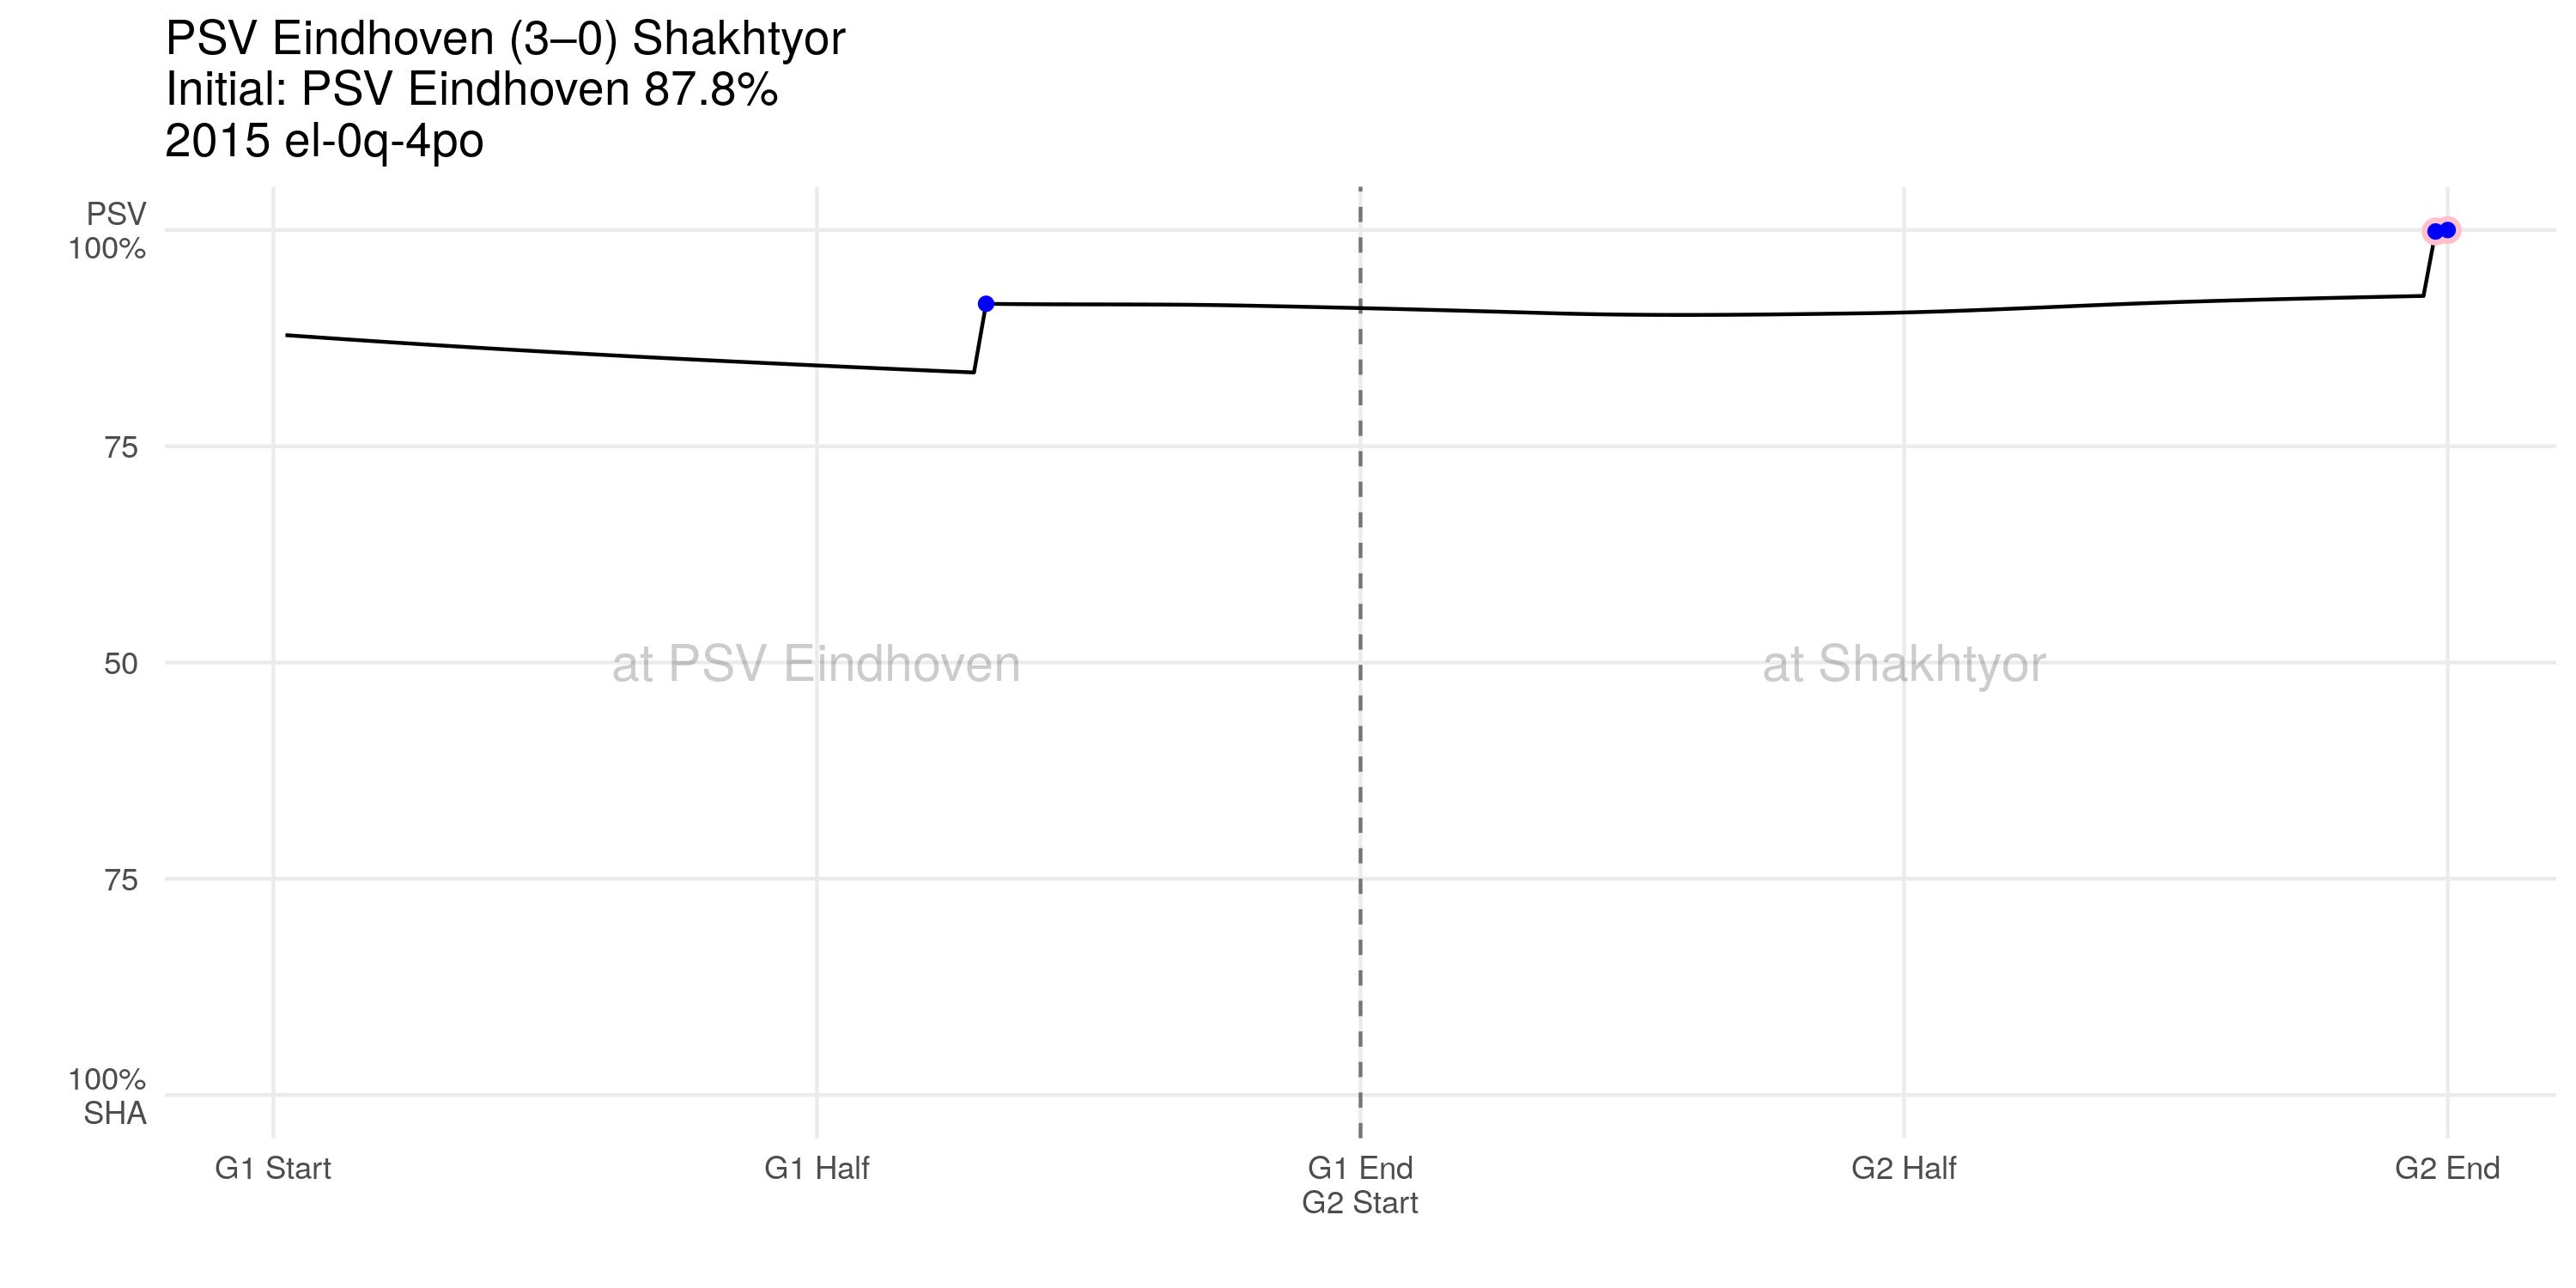 PSV Eindhoven (3–0) Shakhtyor
Initial: PSV Eindhoven 87.8%
2015 el-0q-4po
PSV
100%
75
50
75
100%
SHA
at PSV Eindhoven
at Shakhtyor
G1 Start
G1 Half
G1 End
G2 Start
G2 Half
G2 End